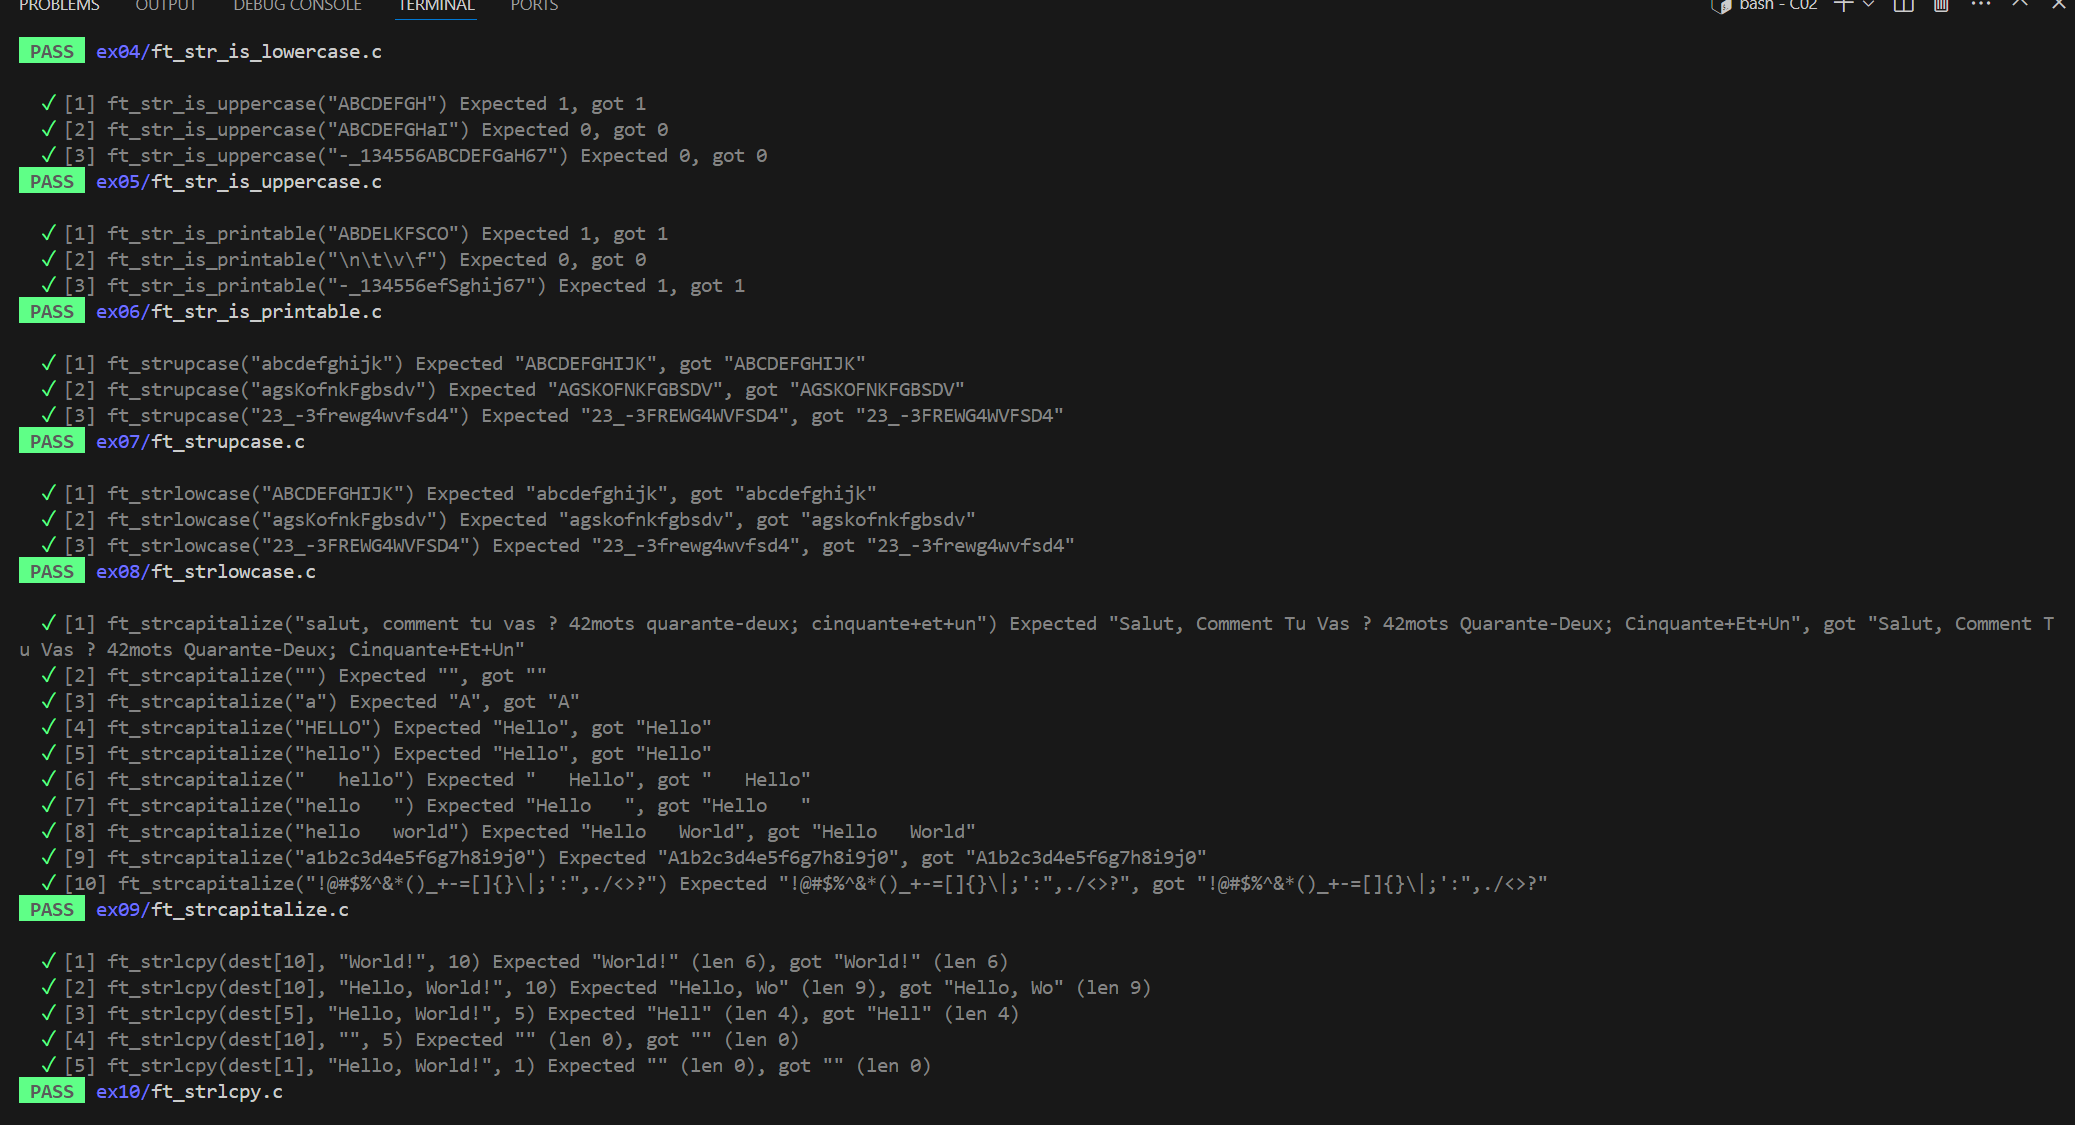 PROBLEMS OUTPUT DEBUG CONSOLE TERMINAL PORTS bash - C02
PASS ex04/ft_str_is_lowercase.c
✓ [1] ft_str_is_uppercase("ABCDEFGH") Expected 1, got 1
✓ [2] ft_str_is_uppercase("ABCDEFGHaI") Expected 0, got 0
✓ [3] ft_str_is_uppercase("-_134556ABCDEFGaH67") Expected 0, got 0
PASS ex05/ft_str_is_uppercase.c
✓ [1] ft_str_is_printable("ABDELKFSCO") Expected 1, got 1
✓ [2] ft_str_is_printable("\n\t\v\f") Expected 0, got 0
✓ [3] ft_str_is_printable("-_134556efSghij67") Expected 1, got 1
PASS ex06/ft_str_is_printable.c
✓ [1] ft_strupcase("abcdefghijk") Expected "ABCDEFGHIJK", got "ABCDEFGHIJK"
✓ [2] ft_strupcase("agsKofnkFgbsdv") Expected "AGSKOFNKFGBSDV", got "AGSKOFNKFGBSDV"
✓ [3] ft_strupcase("23_-3frewg4wvfsd4") Expected "23_-3FREWG4WVFSD4", got "23_-3FREWG4WVFSD4"
PASS ex07/ft_strupcase.c
✓ [1] ft_strlowcase("ABCDEFGHIJK") Expected "abcdefghijk", got "abcdefghijk"
✓ [2] ft_strlowcase("agsKofnkFgbsdv") Expected "agskofnkfgbsdv", got "agskofnkfgbsdv"
✓ [3] ft_strlowcase("23_-3FREWG4WVFSD4") Expected "23_-3frewg4wvfsd4", got "23_-3frewg4wvfsd4"
PASS ex08/ft_strlowcase.c
✓ [1] ft_strcapitalize("salut, comment tu vas ? 42mots quarante-deux; cinquante+et+un") Expected "Salut, Comment Tu Vas ? 42mots Quarante-Deux; Cinquante+Et+Un", got "Salut, Comment T
u Vas ? 42mots Quarante-Deux; Cinquante+Et+Un"
✓ [2] ft_strcapitalize("") Expected "", got ""
✓ [3] ft_strcapitalize("a") Expected "A", got "A"
✓ [4] ft_strcapitalize("HELLO") Expected "Hello", got "Hello"
✓ [5] ft_strcapitalize("hello") Expected "Hello", got "Hello"
✓ [6] ft_strcapitalize("   hello") Expected "   Hello", got "   Hello"
✓ [7] ft_strcapitalize("hello   ") Expected "Hello   ", got "Hello   "
✓ [8] ft_strcapitalize("hello   world") Expected "Hello   World", got "Hello   World"
✓ [9] ft_strcapitalize("a1b2c3d4e5f6g7h8i9j0") Expected "A1b2c3d4e5f6g7h8i9j0", got "A1b2c3d4e5f6g7h8i9j0"
✓ [10] ft_strcapitalize("!@#$%^&*()_+-=[]{}\|;':",./<>?") Expected "!@#$%^&*()_+-=[]{}\|;':",./<>?", got "!@#$%^&*()_+-=[]{}\|;':",./<>?"
PASS ex09/ft_strcapitalize.c
✓ [1] ft_strlcpy(dest[10], "World!", 10) Expected "World!" (len 6), got "World!" (len 6)
✓ [2] ft_strlcpy(dest[10], "Hello, World!", 10) Expected "Hello, Wo" (len 9), got "Hello, Wo" (len 9)
✓ [3] ft_strlcpy(dest[5], "Hello, World!", 5) Expected "Hell" (len 4), got "Hell" (len 4)
✓ [4] ft_strlcpy(dest[10], "", 5) Expected "" (len 0), got "" (len 0)
✓ [5] ft_strlcpy(dest[1], "Hello, World!", 1) Expected "" (len 0), got "" (len 0)
PASS ex10/ft_strlcpy.c